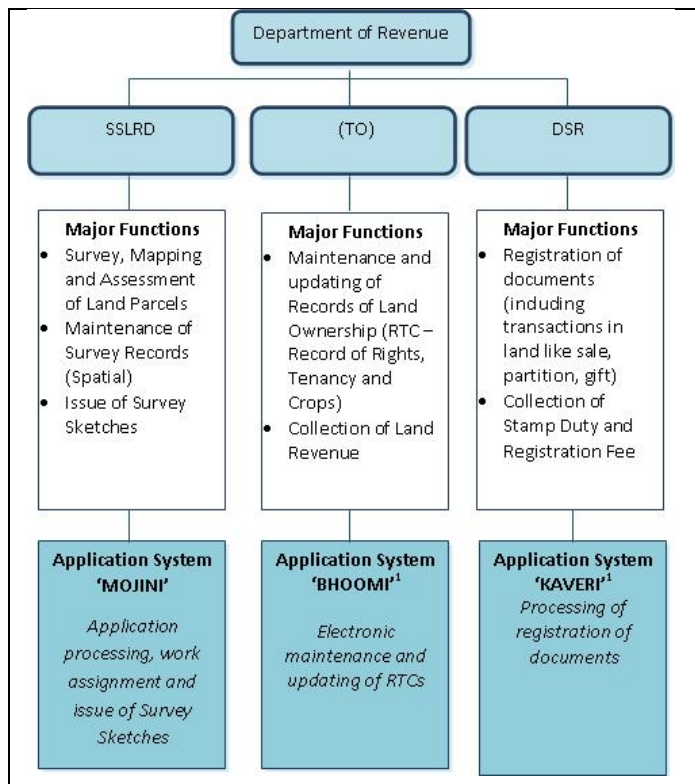 Department of Revenue
SSLRD
(TO)
DSR
Major Functions
• Survey, Mapping
and Assessment
of Land Parcels
• Maintenance of
Survey Records
(Spatial)
• Issue of Survey
Sketches
Major Functions
• Maintenance and
updating of
Records of Land
Ownership (RTC –
Record of Rights,
Tenancy and
Crops)
• Collection of Land
Revenue
Major Functions
• Registration of
documents
(including
transactions in
land like sale,
partition, gift)
• Collection of
Stamp Duty and
Registration Fee
Application System
‘MOJINI’
Application
processing, work
assignment and
issue of Survey
Sketches
Application System
‘BHOOMI’¹
Electronic
maintenance and
updating of RTCs
Application System
‘KAVERI’¹
Processing of
registration of
documents